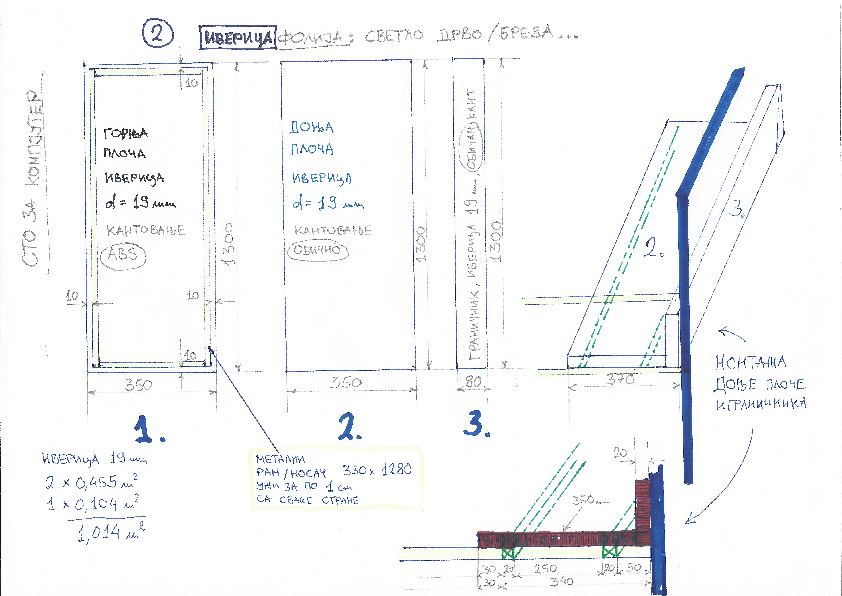 2 ИВЕРИЦА ФОЛИЈА: СВЕТЛО ДРВО/БРЕЗА...
СТО ЗА КОМПЈУТЕР
10
ГОРЊА
ПЛОЧА
ИВЕРИЦА
d=19 mm
КАНТОВАЊЕ
ABS
10
10
10
1300
350
1.
ДОЊА
ПЛОЧА
ИВЕРИЦА
d=19 mm
КАНТОВАЊЕ
ОБИЧНО
1300
350
2.
ГРАНИЧНИК, ИВЕРИЦА 19 mm, ОБИЧАН КАНТ
1300
80
3.
2.
3.
370
МОНТАЖА
ДОЊЕ ПЛОЧЕ
И ГРАНИЧНИКА
ИВЕРИЦА 19 mm
2 × 0,455 m²
1 × 0,104 m²
1,014 m²
МЕТАЛНИ
РАМ/НОСАЧ 330 × 1280
УЖИ ЗА ПО 1 cm
СА СВАКЕ СТРАНЕ
20
350
30 20 20 50
30 340